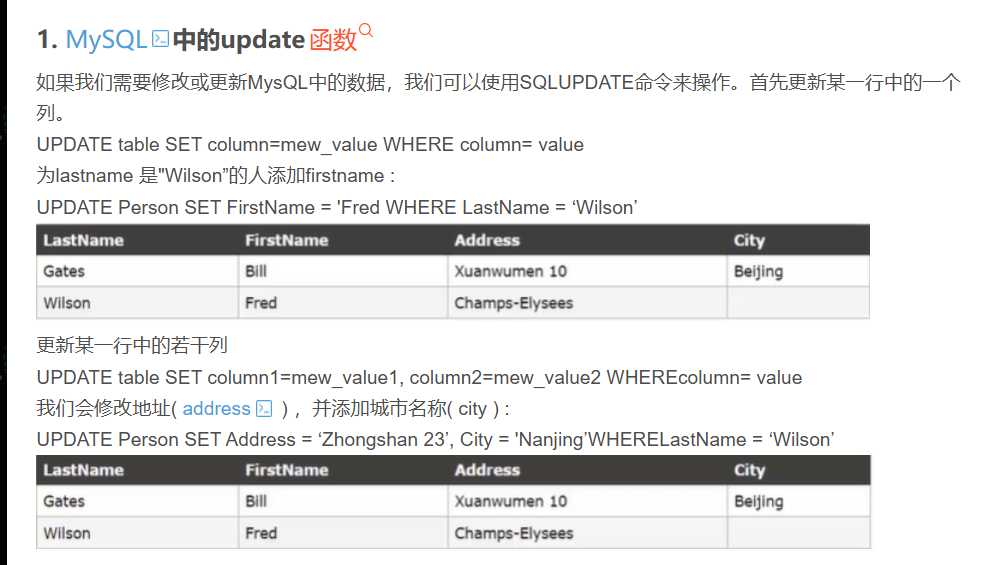 1. MySQL中的update函数
如果我们需要修改或更新MysQL中的数据，我们可以使用SQLUPDATE命令来操作。首先更新某一行中的一个
列。
UPDATE table SET column=mew_value WHERE column= value
为lastname 是"Wilson”的人添加firstname :
UPDATE Person SET FirstName = 'Fred WHERE LastName = ‘Wilson’
LastName FirstName Address City
Gates Bill Xuanwumen 10 Beijing
Wilson Fred Champs-Elysees
更新某一行中的若干列
UPDATE table SET column1=mew_value1, column2=mew_value2 WHEREcolumn= value
我们会修改地址( address ) ，并添加城市名称( city ) :
UPDATE Person SET Address = ‘Zhongshan 23’, City = 'Nanjing’WHERELastName = ‘Wilson’
LastName FirstName Address City
Gates Bill Xuanwumen 10 Beijing
Wilson Fred Champs-Elysees